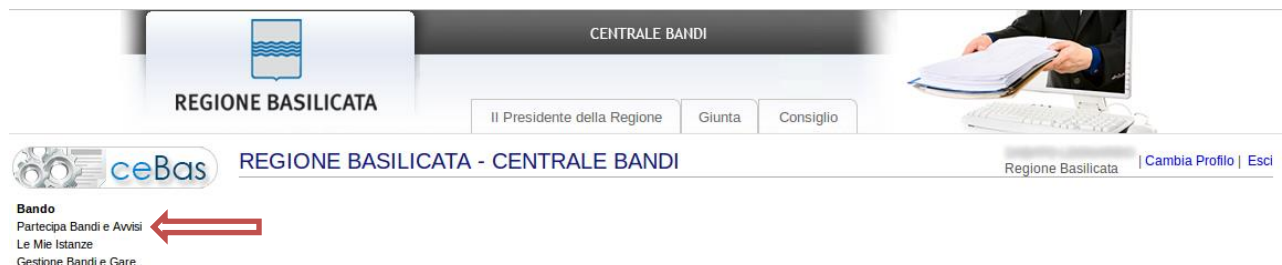 CENTRALE BANDI
REGIONE BASILICATA
Il Presidente della Regione
Giunta
Consiglio
ceBas
REGIONE BASILICATA - CENTRALE BANDI
Regione Basilicata
| Cambia Profilo | Esci
Bando
Partecipa Bandi e Avvisi
Le Mie Istanze
Gestione Bandi e Gare